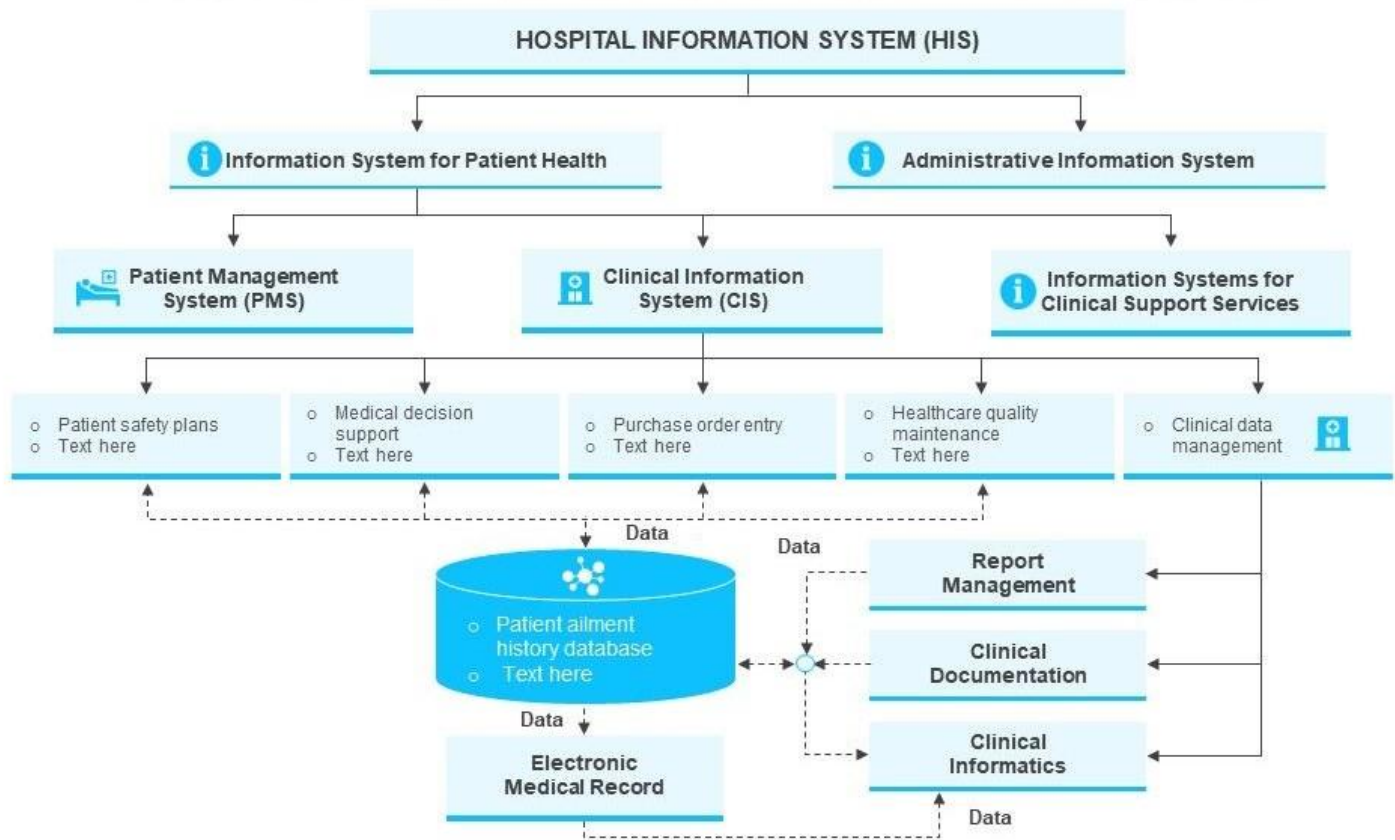 HOSPITAL INFORMATION SYSTEM (HIS)
Information System for Patient Health
Administrative Information System
Patient Management
System (PMS)
Clinical Information
System (CIS)
Information Systems for
Clinical Support Services
Patient safety plans
Text here
Medical decision
support
Text here
Purchase order entry
Text here
Healthcare quality
maintenance
Text here
Clinical data
management
Data
Data
Report
Management
Patient ailment
history database
Text here
Clinical
Documentation
Data
Electronic
Medical Record
Clinical
Informatics
Data